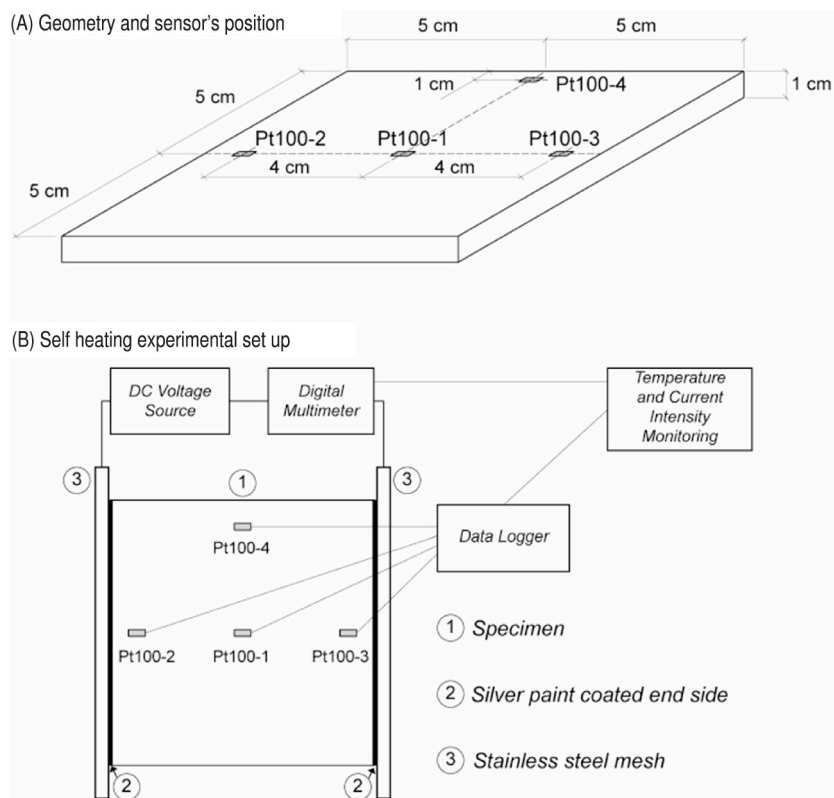 (A) Geometry and sensor's position
5 cm
5 cm
1 cm
Pt100-4
1 cm
5 cm
Pt100-2
Pt100-1
Pt100-3
4 cm
4 cm
5 cm
(B) Self heating experimental set up
DC Voltage
Source
Digital
Multimeter
Temperature
and Current
Intensity
Monitoring
3
1
3
Pt100-4
Data Logger
Pt100-2
Pt100-1
Pt100-3
1 Specimen
2 Silver paint coated end side
3 Stainless steel mesh
2
2